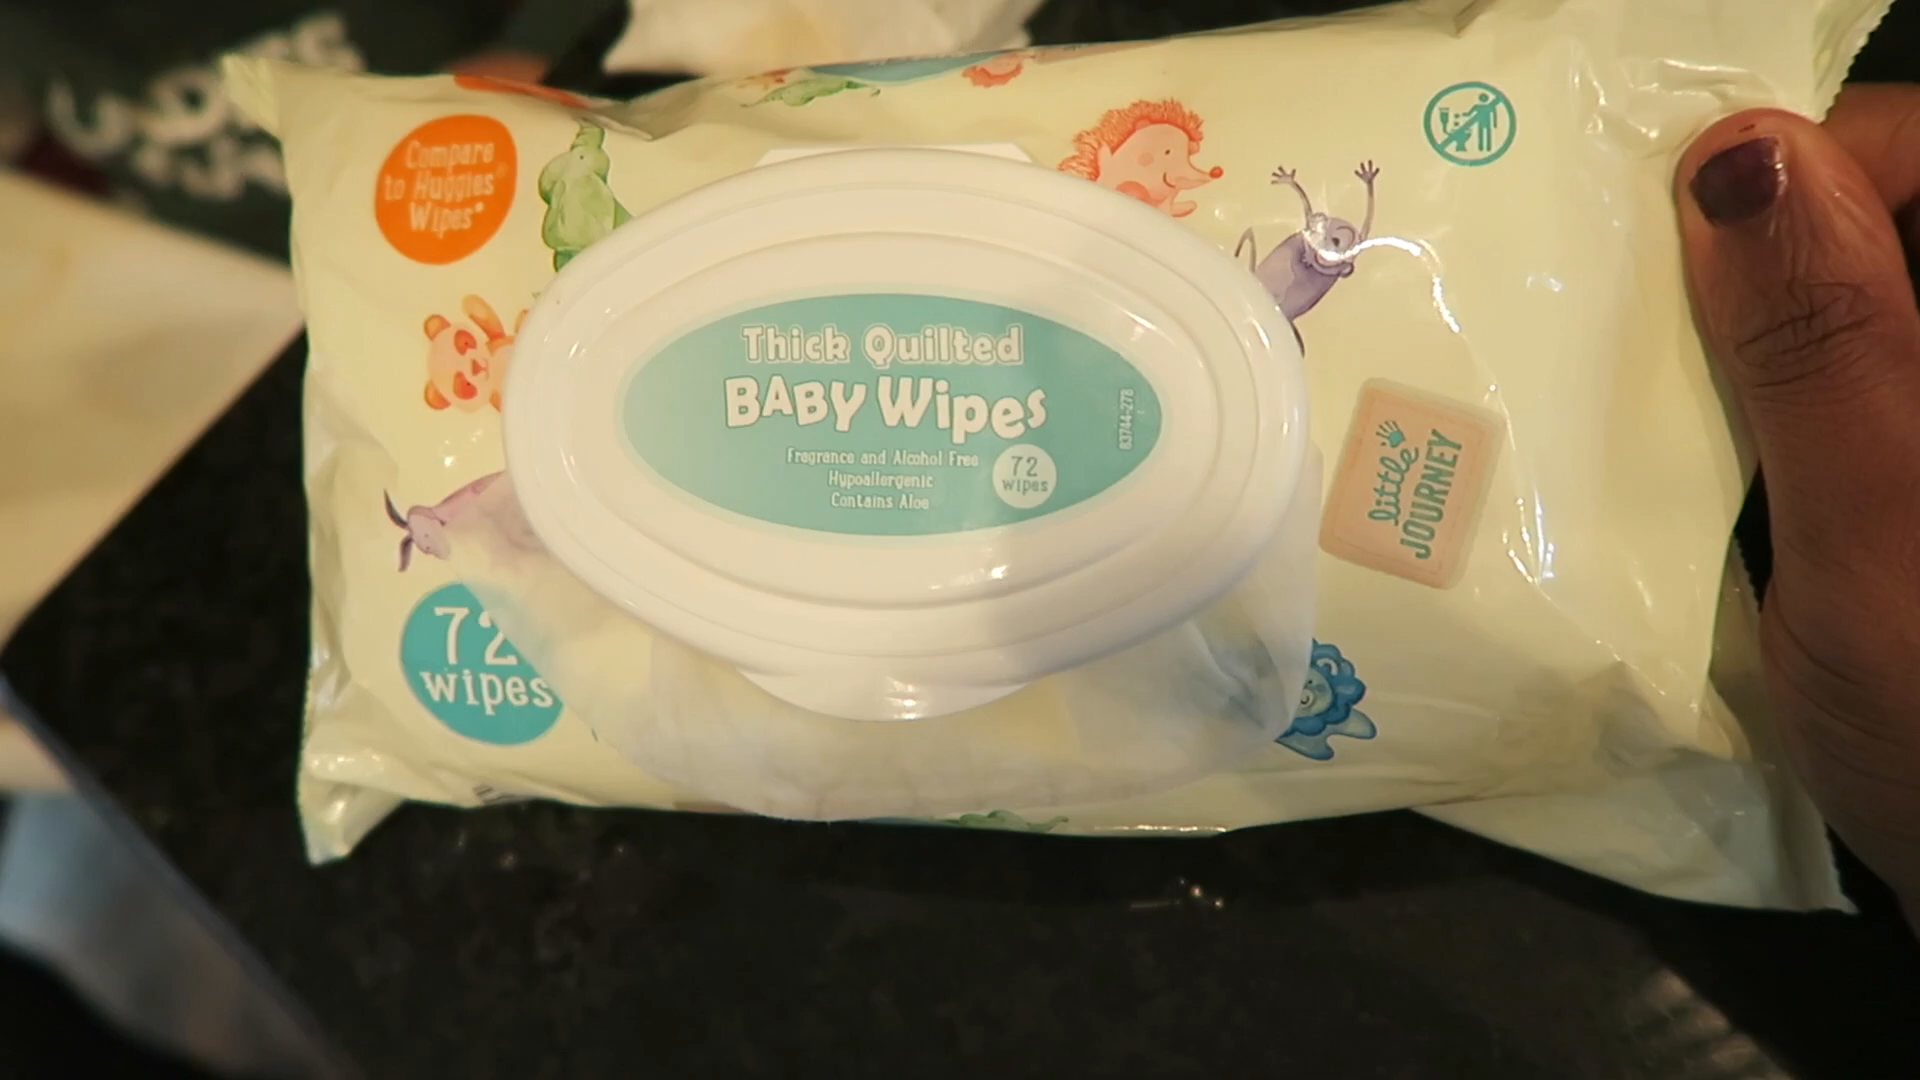 Compare
to Huggies®
Wipes*
Thick Quilted
BABY Wipes
Fragrance and Alcohol Free
Hypoallergenic
Contains Aloe
72
wipes
83744-278
little
JOURNEY
72
wipes